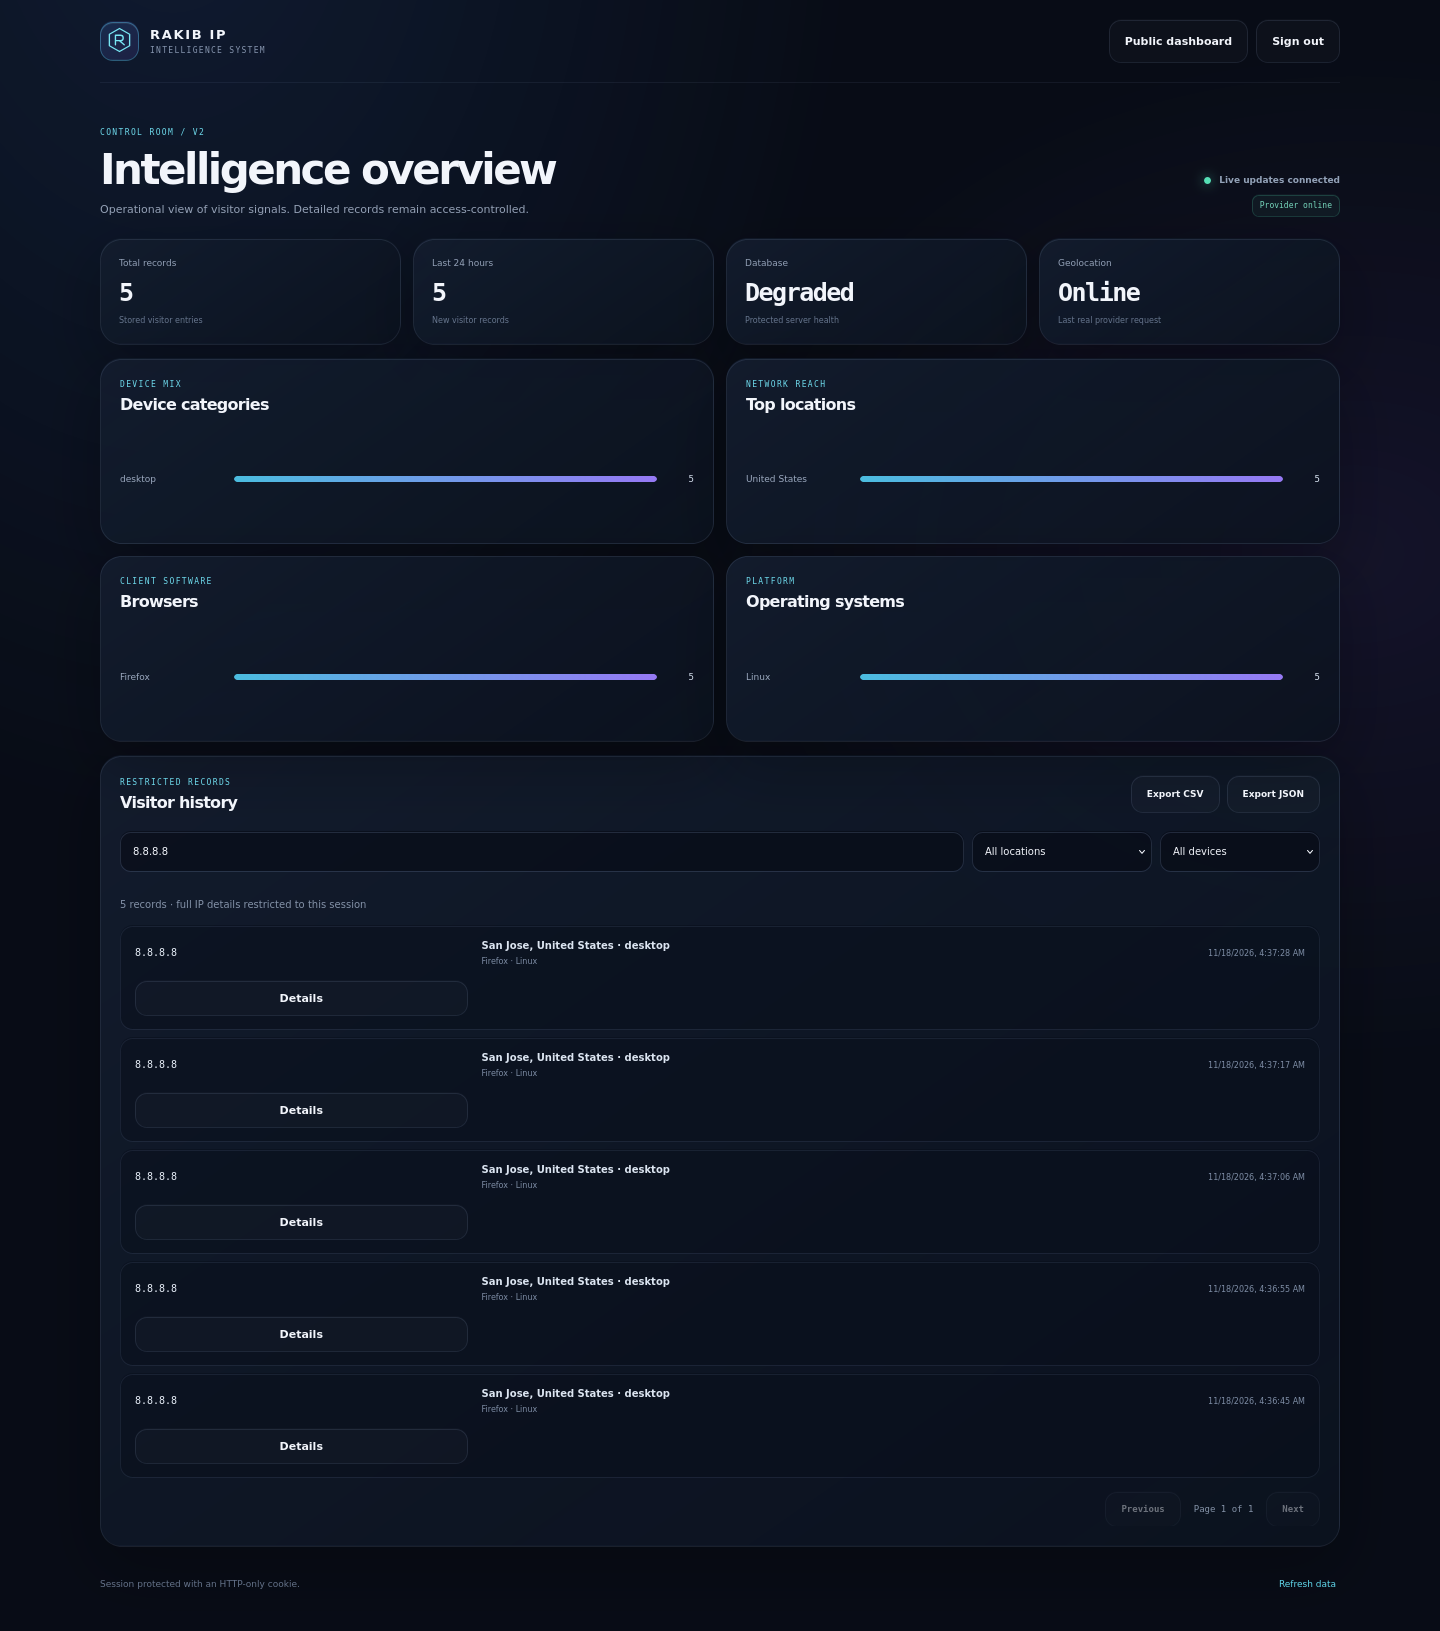 RAKIB IP
INTELLIGENCE SYSTEM
Public dashboard
Sign out
CONTROL ROOM / V2
Intelligence overview
Operational view of visitor signals. Detailed records remain access-controlled.
Live updates connected
Provider online
Total records
5
Stored visitor entries
Last 24 hours
5
New visitor records
Database
Degraded
Protected server health
Geolocation
Online
Last real provider request
DEVICE MIX
Device categories
desktop 5
NETWORK REACH
Top locations
United States 5
CLIENT SOFTWARE
Browsers
Firefox 5
PLATFORM
Operating systems
Linux 5
RESTRICTED RECORDS
Visitor history
Export CSV
Export JSON
8.8.8.8
All locations
All devices
5 records · full IP details restricted to this session
8.8.8.8
San Jose, United States · desktop
Firefox · Linux
11/18/2026, 4:37:28 AM
Details
8.8.8.8
San Jose, United States · desktop
Firefox · Linux
11/18/2026, 4:37:17 AM
Details
8.8.8.8
San Jose, United States · desktop
Firefox · Linux
11/18/2026, 4:37:06 AM
Details
8.8.8.8
San Jose, United States · desktop
Firefox · Linux
11/18/2026, 4:36:55 AM
Details
8.8.8.8
San Jose, United States · desktop
Firefox · Linux
11/18/2026, 4:36:45 AM
Details
Previous
Page 1 of 1
Next
Session protected with an HTTP-only cookie.
Refresh data